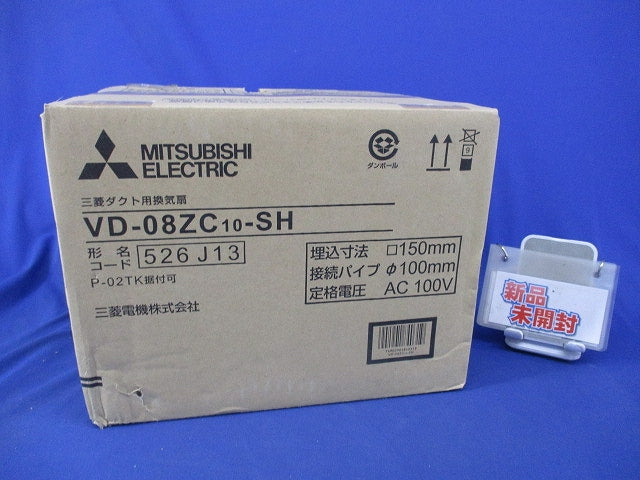 MITSUBISHI
ELECTRIC
ダンボール
9
三菱ダクト用換気扇
VD-08ZC10-SH
形名コード 526J13
P-02TK据付可
三菱電機株式会社
埋込寸法 □150mm
接続パイプ φ100mm
定格電圧 AC 100V
新品
未開封